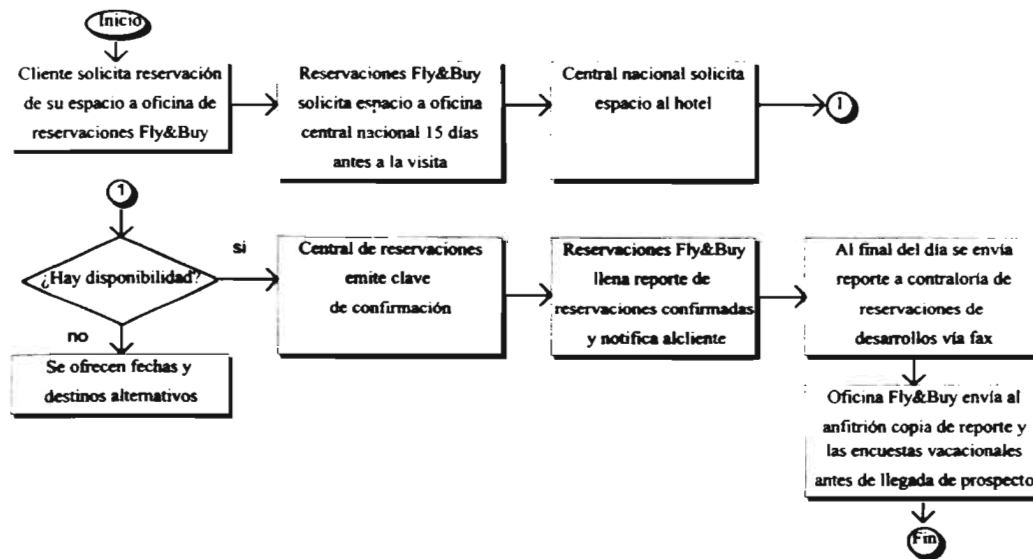 Inicio
Cliente solicita reservación
de su espacio a oficina de
reservaciones Fly&Buy
Reservaciones Fly&Buy
solicita espacio a oficina
central nacional 15 días
antes a la visita
Central nacional solicita
espacio al hotel
1
1
¿Hay disponibilidad?
si
no
Se ofrecen fechas y
destinos alternativos
Central de reservaciones
emite clave
de confirmación
Reservaciones Fly&Buy
llena reporte de
reservaciones confirmadas
y notifica alcliente
Al final del día se envía
reporte a contraloría de
reservaciones de
desarrollos vía fax
Oficina Fly&Buy envía al
anfitrión copia de reporte y
las encuestas vacacionales
antes de llegada de prospecto
Fin